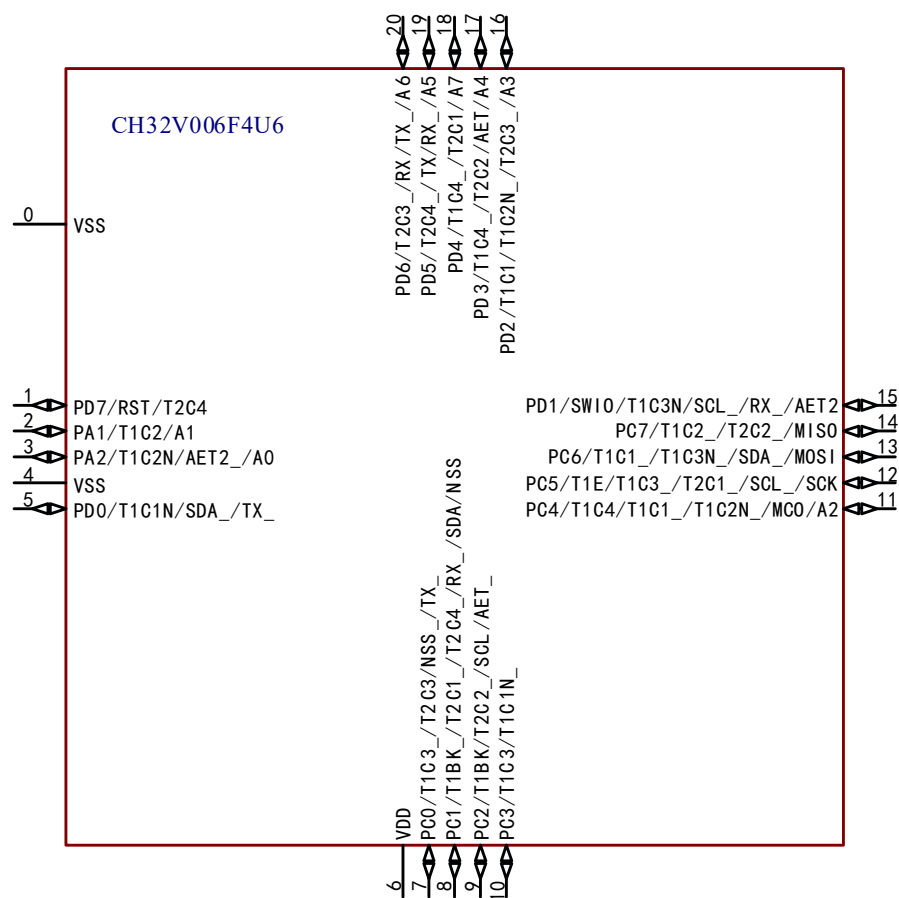 20
19
18
17
16
PD6/T2C3_/RX/TX_/A6
PD5/T2C4_/TX/RX_/A5
PD4/T1C4_/T2C1/A7
PD3/T1C4_/T2C2/AET/A4
PD2/T1C1/T1C2N_/T2C3_/A3
CH32V006F4U6
0
VSS
1
PD7/RST/T2C4
2
PA1/T1C2/A1
3
PA2/T1C2N/AET2_/A0
4
VSS
5
PD0/T1C1N/SDA_/TX_
PD1/SWIO/T1C3N/SCL_/RX_/AET2
15
PC7/T1C2_/T2C2_/MISO
14
PC6/T1C1_/T1C3N_/SDA_/MOSI
13
PC5/T1E/T1C3_/T2C1_/SCL_/SCK
12
PC4/T1C4/T1C1_/T1C2N_/MCO/A2
11
VDD
PC0/T1C3_/T2C3/NSS_/TX_
PC1/T1BK_/T2C1_/T2C4_/RX_/SDA/NSS
PC2/T1BK/T2C2_/SCL/AET_
PC3/T1C3/T1C1N_
6
7
8
9
10